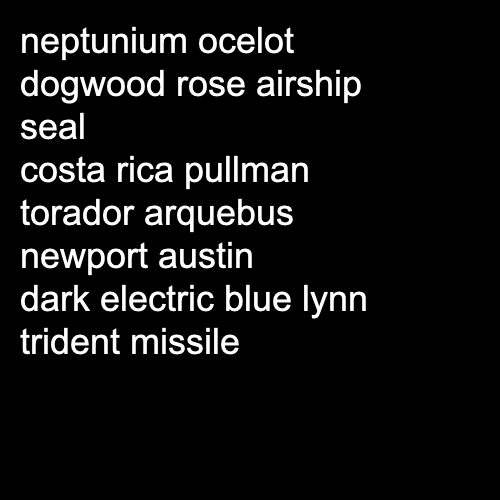 neptunium ocelot
dogwood rose airship
seal
costa rica pullman
torador arquebus
newport austin
dark electric blue lynn
trident missile